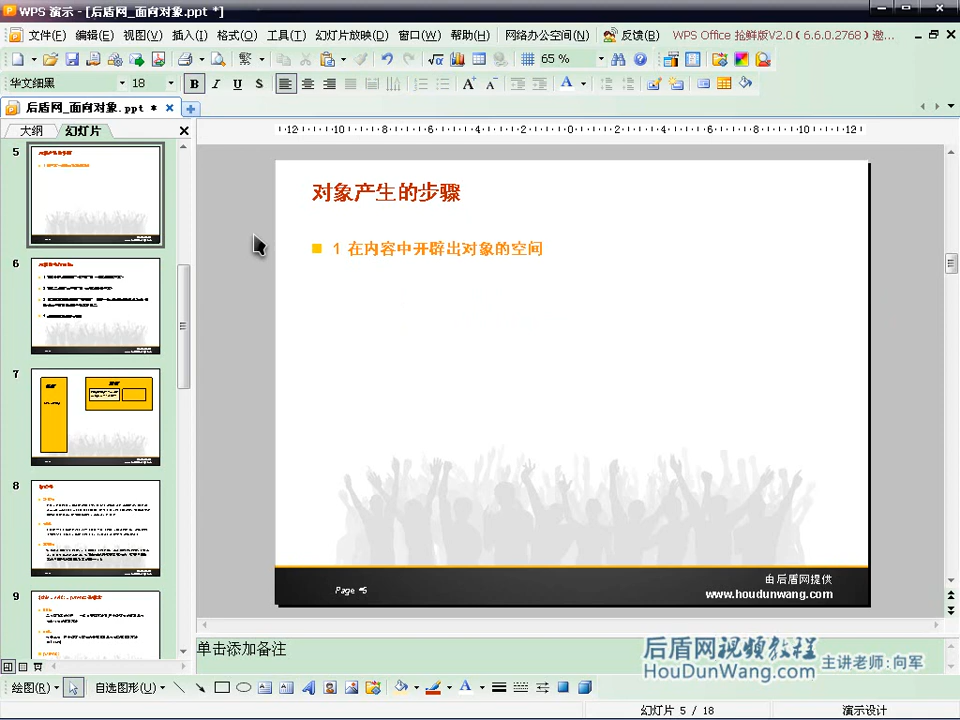 WPS 演示 - [后盾网_面向对象.ppt *]
文件(F) 编辑(E) 视图(V) 插入(I) 格式(O) 工具(T) 幻灯片放映(D) 窗口(W) 帮助(H) 网络办公空间(N) 反馈(B) WPS Office 抢鲜版V2.0(6.6.0.2768)邀...
65 %
华文细黑 18 B I U S
后盾网_面向对象.ppt *
大纲 幻灯片
5
6
7
8
9
对象产生的步骤
1 在内容中开辟出对象的空间
Page #5
由后盾网提供
www.houdunwang.com
单击添加备注
后盾网视频教程
HouDunWang.com
主讲老师:向军
绘图(R) 自选图形(U)
幻灯片 5 / 18 演示设计